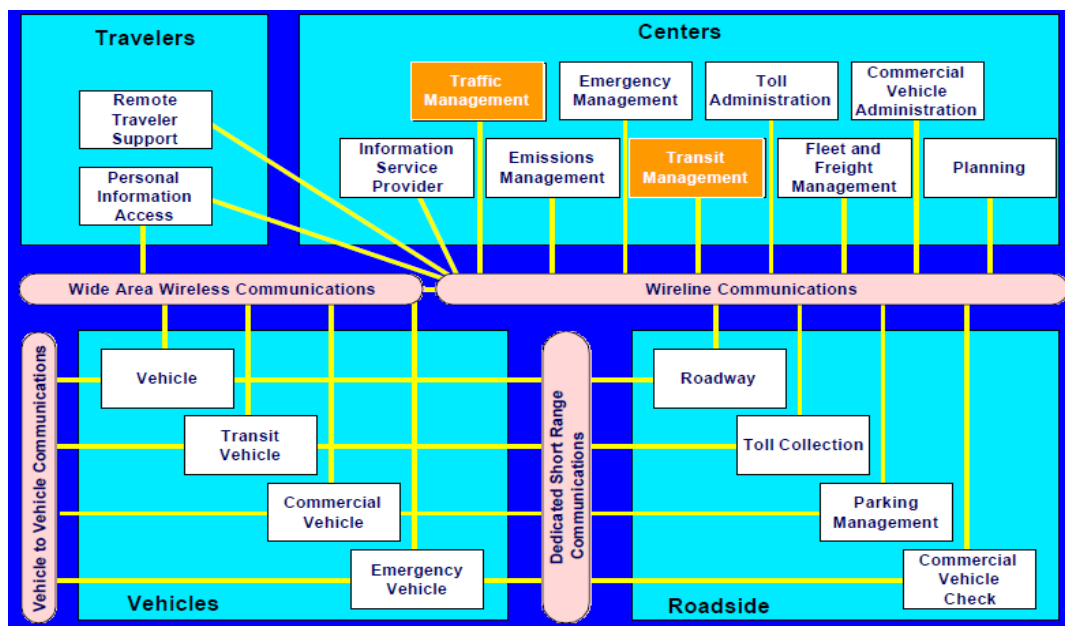 Travelers
Centers
Traffic
Management
Emergency
Management
Toll
Administration
Commercial
Vehicle
Administration
Remote
Traveler
Support
Information
Service
Provider
Emissions
Management
Transit
Management
Fleet and
Freight
Management
Planning
Personal
Information
Access
Wide Area Wireless Communications
Wireline Communications
Vehicle to Vehicle Communications
Vehicle
Transit
Vehicle
Commercial
Vehicle
Emergency
Vehicle
Vehicles
Dedicated Short Range
Communications
Roadway
Toll Collection
Parking
Management
Commercial
Vehicle
Check
Roadside